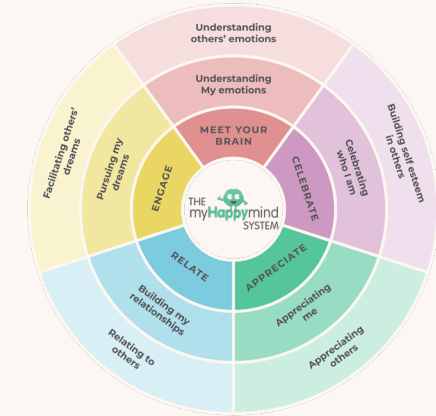 Understanding
others' emotions
Understanding
My emotions
MEET YOUR
BRAIN
Building self esteem
in others
Celebrating
who I am
CELEBRATE
Appreciating
others
Appreciating
me
APPRECIATE
Relating to
others
Building my
relationships
RELATE
Facilitating others'
dreams
Pursuing my
dreams
ENGAGE
THE
myHappymind
SYSTEM